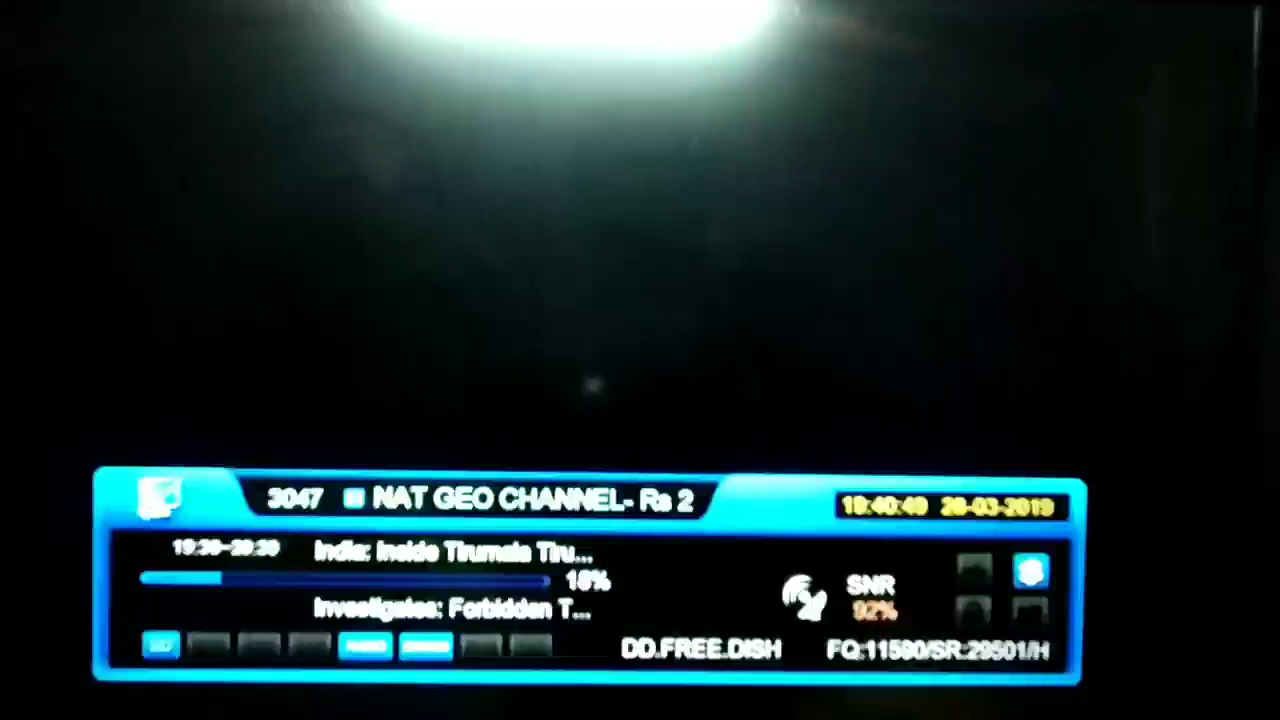 3047 NAT GEO CHANNEL- Rs 2
19:40:49 28-03-2019
19:30-20:30 India: Inside Tirumala Tiru...
18%
Investigates: Forbidden T...
SNR
92%
DD.FREE.DISH
FQ:11590/SR:29501/H